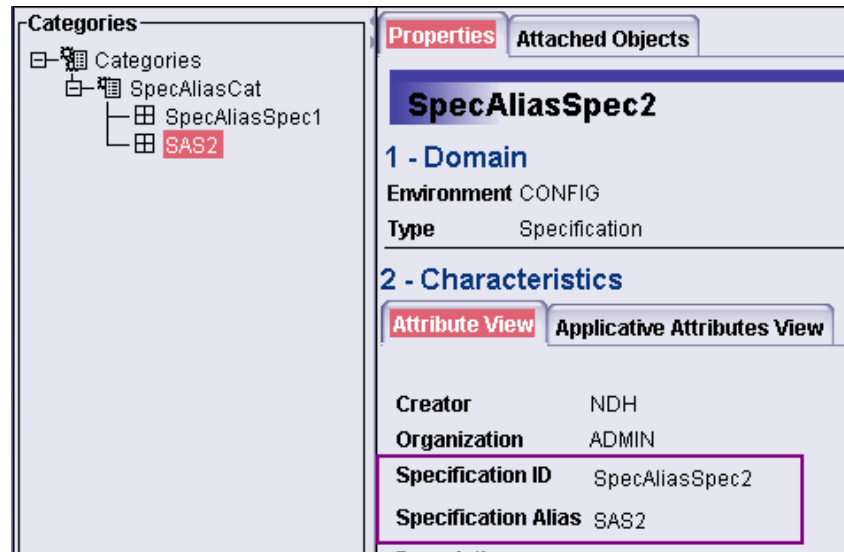 Categories
Categories
SpecAliasCat
SpecAliasSpec1
SAS2
Properties
Attached Objects
SpecAliasSpec2
1 - Domain
Environment CONFIG
Type Specification
2 - Characteristics
Attribute View
Applicative Attributes View
Creator NDH
Organization ADMIN
Specification ID SpecAliasSpec2
Specification Alias SAS2